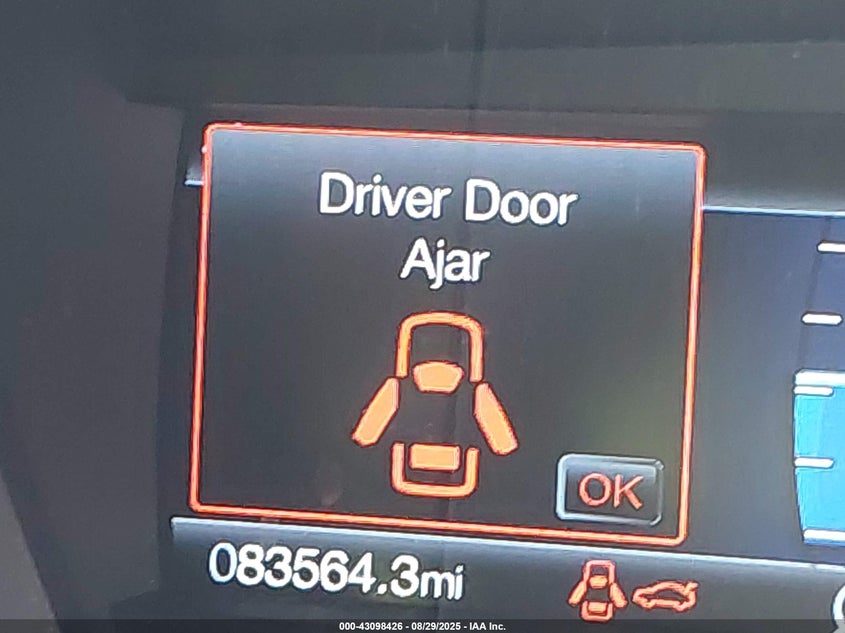 Driver Door
Ajar
OK
083564.3mi
000-43098426 - 08/29/2025 - IAA Inc.